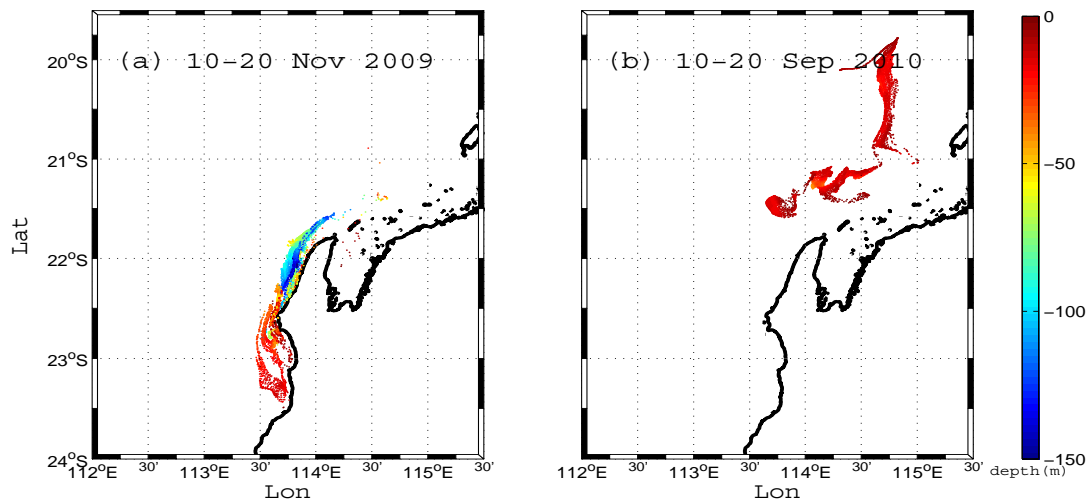 (a) 10-20 Nov 2009
(b) 10-20 Sep 2010
20°S
21°S
22°S
23°S
24°S
Lat
112°E
30'
113°E
30'
114°E
30'
115°E
30'
Lon
112°E
30'
113°E
30'
114°E
30'
115°E
30'
Lon
0
-50
-100
-150
depth(m)